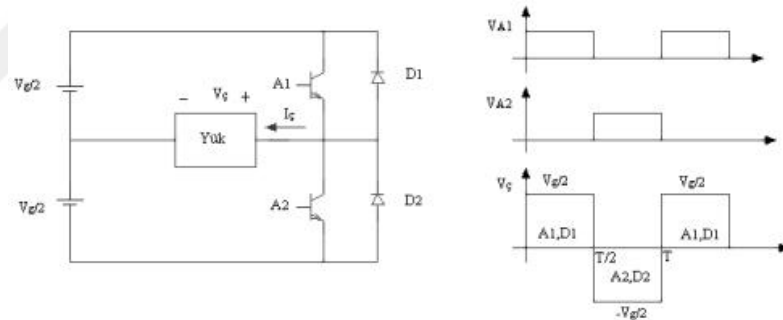 Vg/2
Vg/2
− Vç +
Yük
Iç
A1
A2
D1
D2
VA1
VA2
Vç
Vg/2
Vg/2
A1,D1
T/2
A2,D2
T
A1,D1
-Vg/2